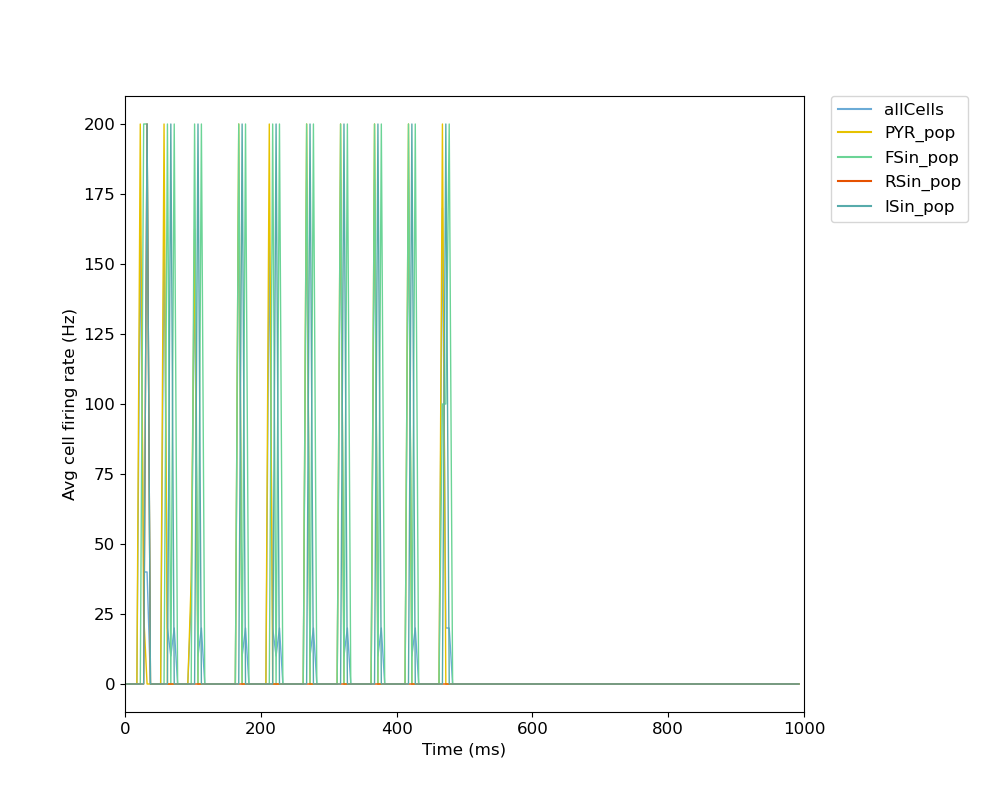 allCells
PYR_pop
FSin_pop
RSin_pop
ISin_pop
200
175
150
125
100
75
50
25
0
Avg cell firing rate (Hz)
0 200 400 600 800 1000
Time (ms)